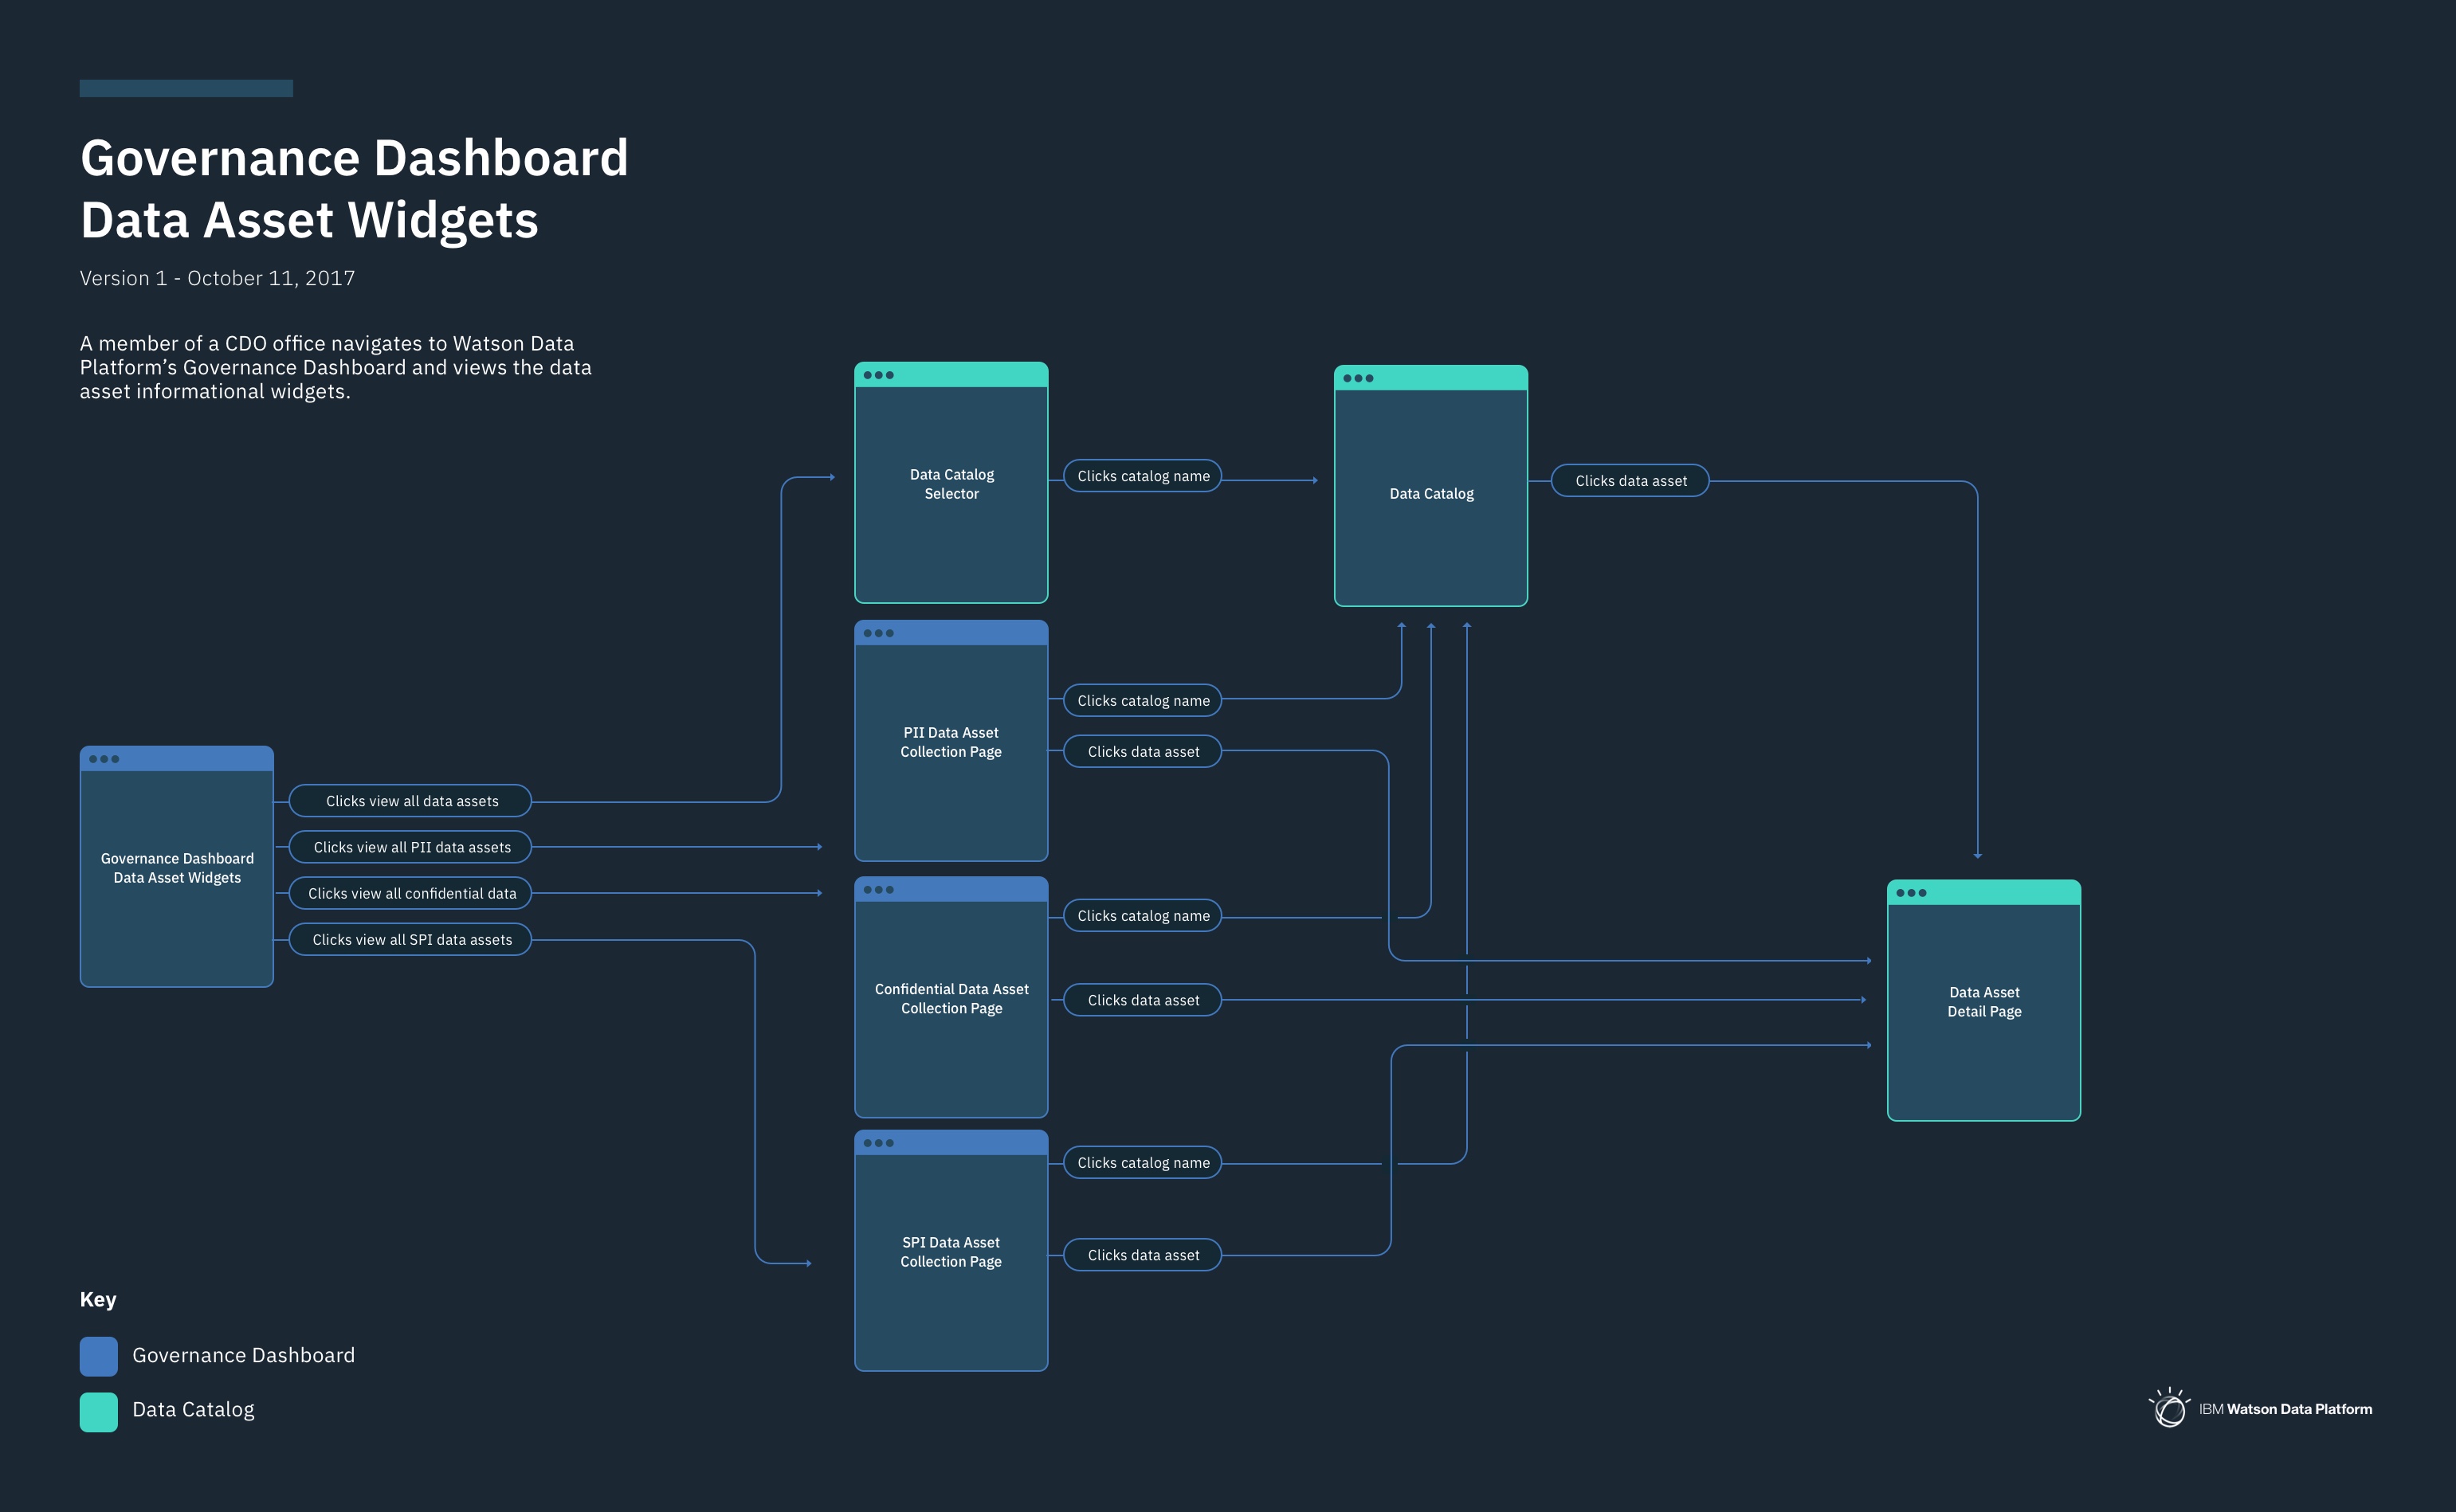 Governance Dashboard
Data Asset Widgets
Version 1 - October 11, 2017
A member of a CDO office navigates to Watson Data
Platform’s Governance Dashboard and views the data
asset informational widgets.
Governance Dashboard
Data Asset Widgets
Clicks view all data assets
Clicks view all PII data assets
Clicks view all confidential data
Clicks view all SPI data assets
Data Catalog
Selector
Clicks catalog name
Data Catalog
Clicks data asset
PII Data Asset
Collection Page
Clicks catalog name
Clicks data asset
Confidential Data Asset
Collection Page
Clicks catalog name
Clicks data asset
SPI Data Asset
Collection Page
Clicks catalog name
Clicks data asset
Data Asset
Detail Page
Key
Governance Dashboard
Data Catalog
IBM Watson Data Platform